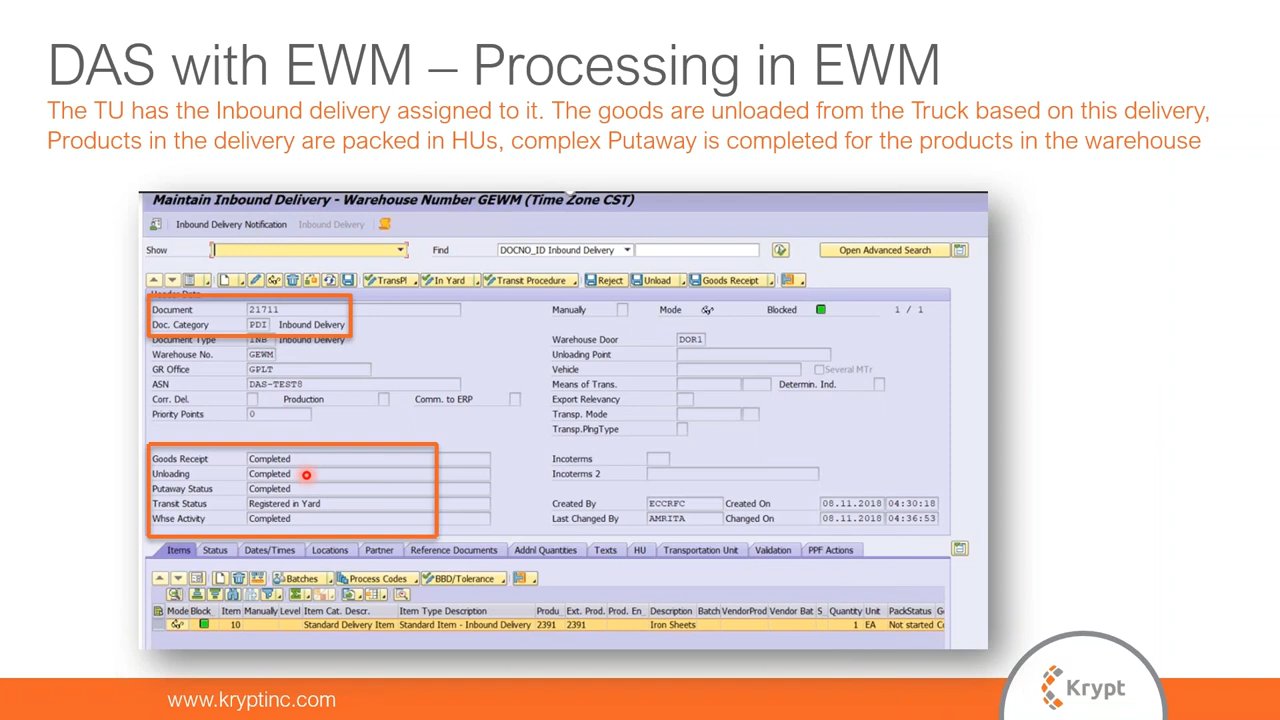 DAS with EWM – Processing in EWM
The TU has the Inbound delivery assigned to it. The goods are unloaded from the Truck based on this delivery,
Products in the delivery are packed in HUs, complex Putaway is completed for the products in the warehouse
Maintain Inbound Delivery - Warehouse Number GEWM (Time Zone CST)
Inbound Delivery Notification Inbound Delivery
Show Find DOCNO_ID Inbound Delivery Open Advanced Search
TransPl In Yard Transit Procedure Reject Unload Goods Receipt
Header Data
Document 21711 Manually Mode Blocked 1 / 1
Doc. Category PDI Inbound Delivery
Document Type INB Inbound Delivery Warehouse Door DOR1
Warehouse No. GEWM Unloading Point
GR Office GPLT Vehicle Several MTr
ASN DAS-TEST8 Means of Trans. Determin. Ind.
Corr. Del. Production Comm. to ERP Export Relevancy
Priority Points 0 Transp. Mode
Transp.PlngType
Goods Receipt Completed Incoterms
Unloading Completed Incoterms 2
Putaway Status Completed
Transit Status Registered in Yard Created By ECCRFC Created On 08.11.2018 04:30:18
Whse Activity Completed Last Changed By AMRITA Changed On 08.11.2018 04:36:53
Items Status Dates/Times Locations Partner Reference Documents Addnl Quantities Texts HU Transportation Unit Validation PPF Actions
Batches Process Codes BBD/Tolerance
Mode Block Item Manually Level Item Cat. Descr. Item Type Description Produ Ext. Prod. Prod. En Description Batch VendorProd Vendor Bat S Quantity Unit PackStatus
10 Standard Delivery Item Standard Item - Inbound Delivery 2391 2391 Iron Sheets 1 EA Not started
www.kryptinc.com
Krypt